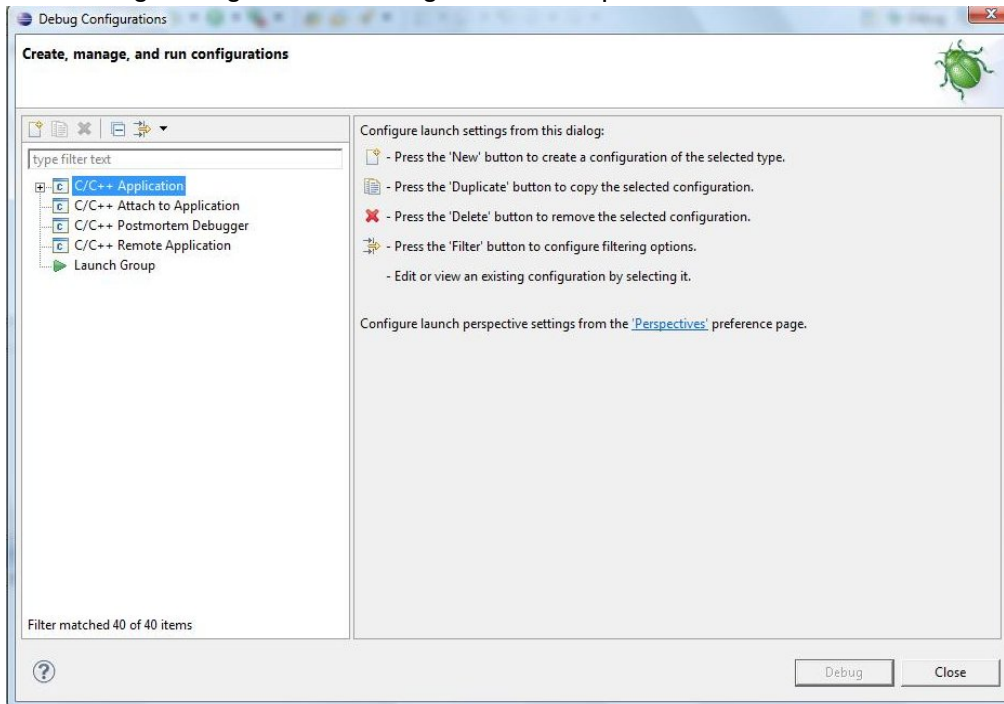 Debug Configurations
Create, manage, and run configurations
type filter text
C/C++ Application
C/C++ Attach to Application
C/C++ Postmortem Debugger
C/C++ Remote Application
Launch Group
Filter matched 40 of 40 items
Configure launch settings from this dialog:
- Press the 'New' button to create a configuration of the selected type.
- Press the 'Duplicate' button to copy the selected configuration.
- Press the 'Delete' button to remove the selected configuration.
- Press the 'Filter' button to configure filtering options.
- Edit or view an existing configuration by selecting it.
Configure launch perspective settings from the 'Perspectives' preference page.
Debug
Close